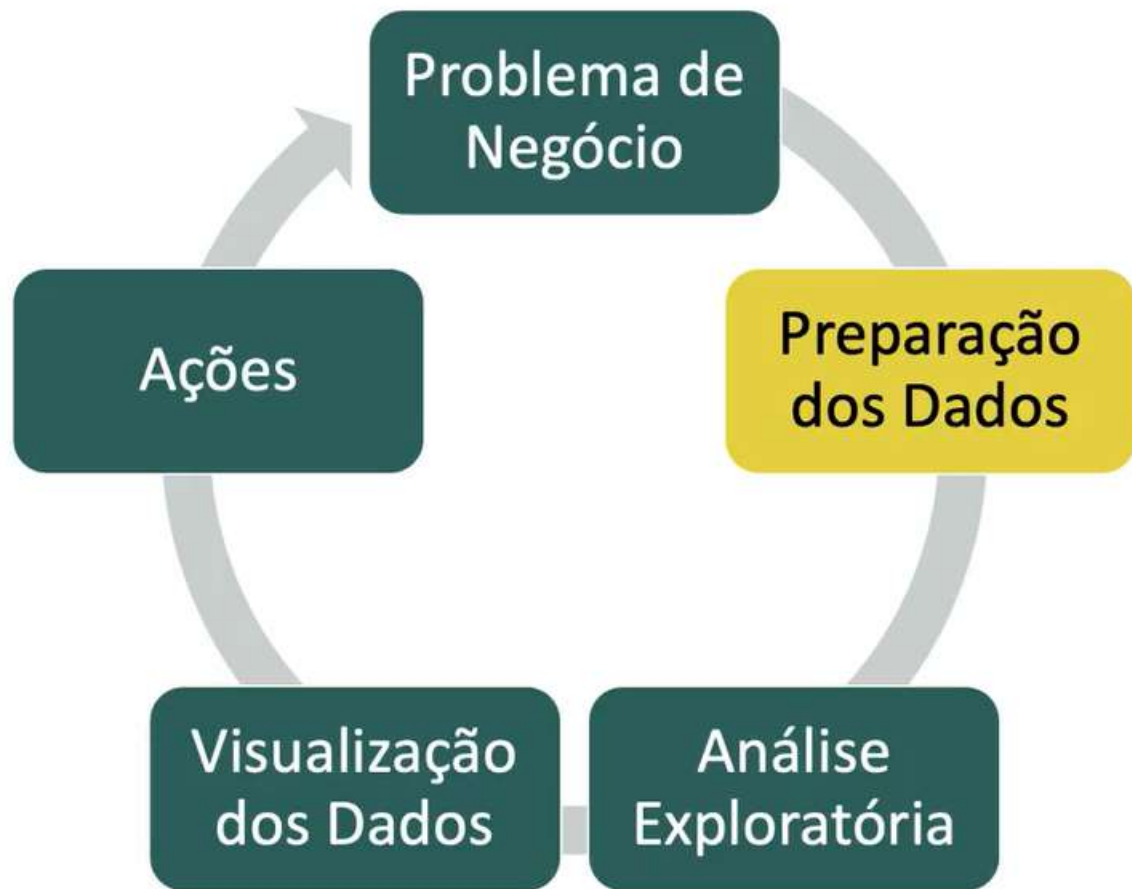 Problema de
Negócio
Preparação
dos Dados
Análise
Exploratória
Visualização
dos Dados
Ações